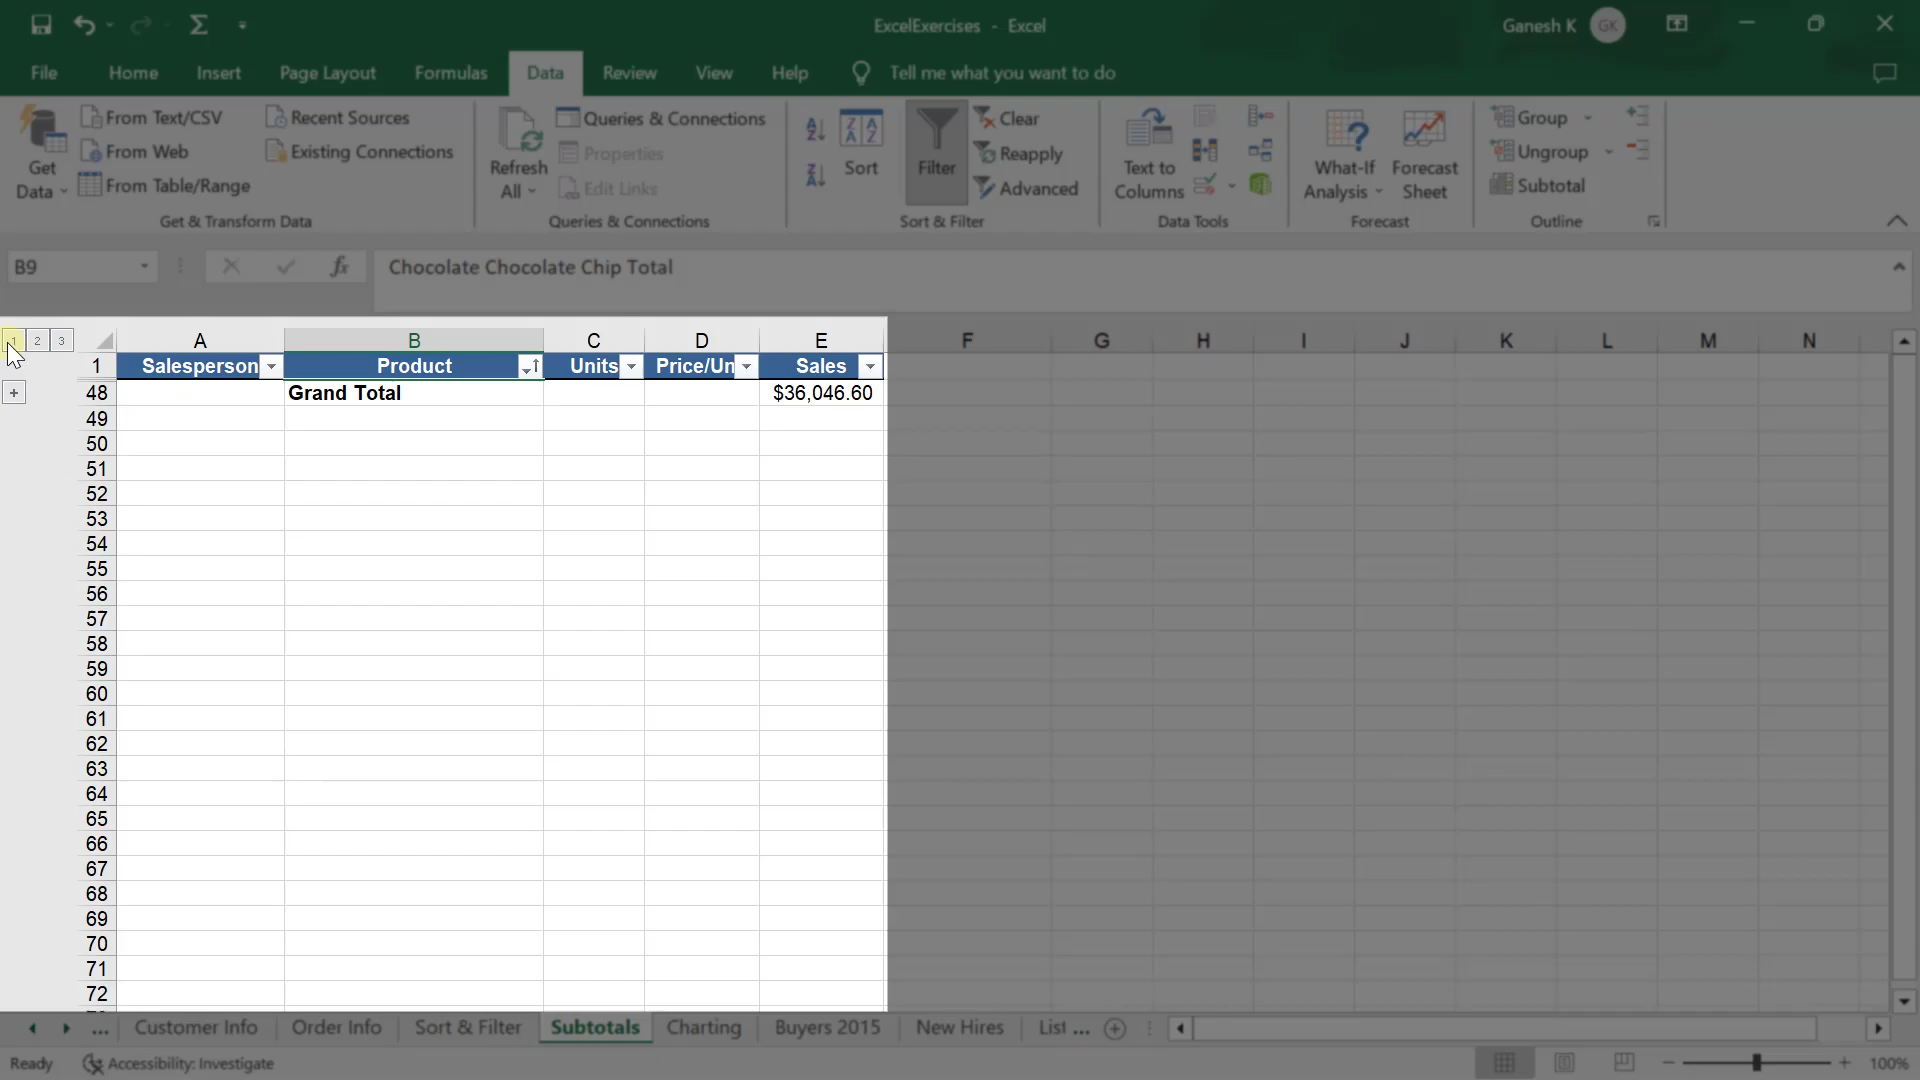 ExcelExercises - Excel
Ganesh K GK
File Home Insert Page Layout Formulas Data Review View Help Tell me what you want to do
Get Data
From Text/CSV
From Web
From Table/Range
Recent Sources
Existing Connections
Get & Transform Data
Refresh All
Queries & Connections
Properties
Edit Links
Queries & Connections
Sort
Filter
Clear
Reapply
Advanced
Sort & Filter
Text to Columns
Data Tools
What-If Analysis
Forecast Sheet
Forecast
Group
Ungroup
Subtotal
Outline
B9 fx Chocolate Chocolate Chip Total
1 2 3 A B C D E F G H I J K L M N
1 Salesperson Product Units Price/Un Sales
48 Grand Total $36,046.60
49
50
51
52
53
54
55
56
57
58
59
60
61
62
63
64
65
66
67
68
69
70
71
72
... Customer Info Order Info Sort & Filter Subtotals Charting Buyers 2015 New Hires List ...
Ready Accessibility: Investigate 100%